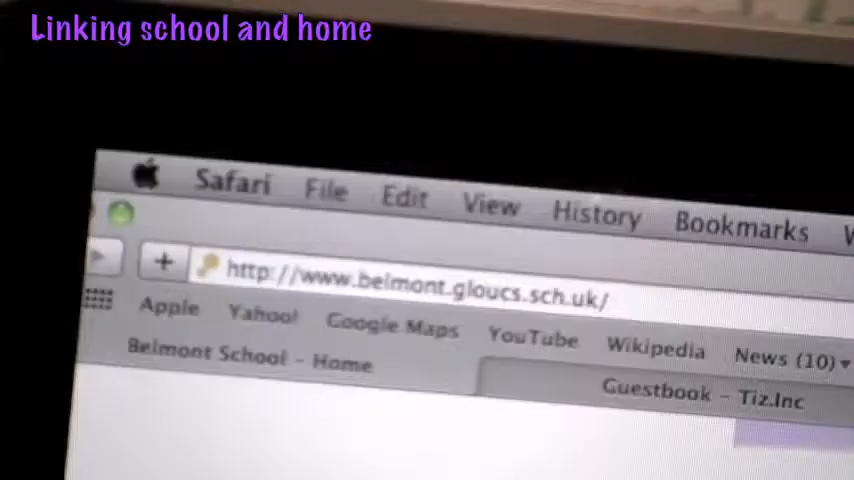 Linking school and home
Safari File Edit View History Bookmarks
+ http://www.belmont.gloucs.sch.uk/
Apple Yahoo! Google Maps YouTube Wikipedia News (10)
Belmont School - Home Guestbook - Tiz.Inc